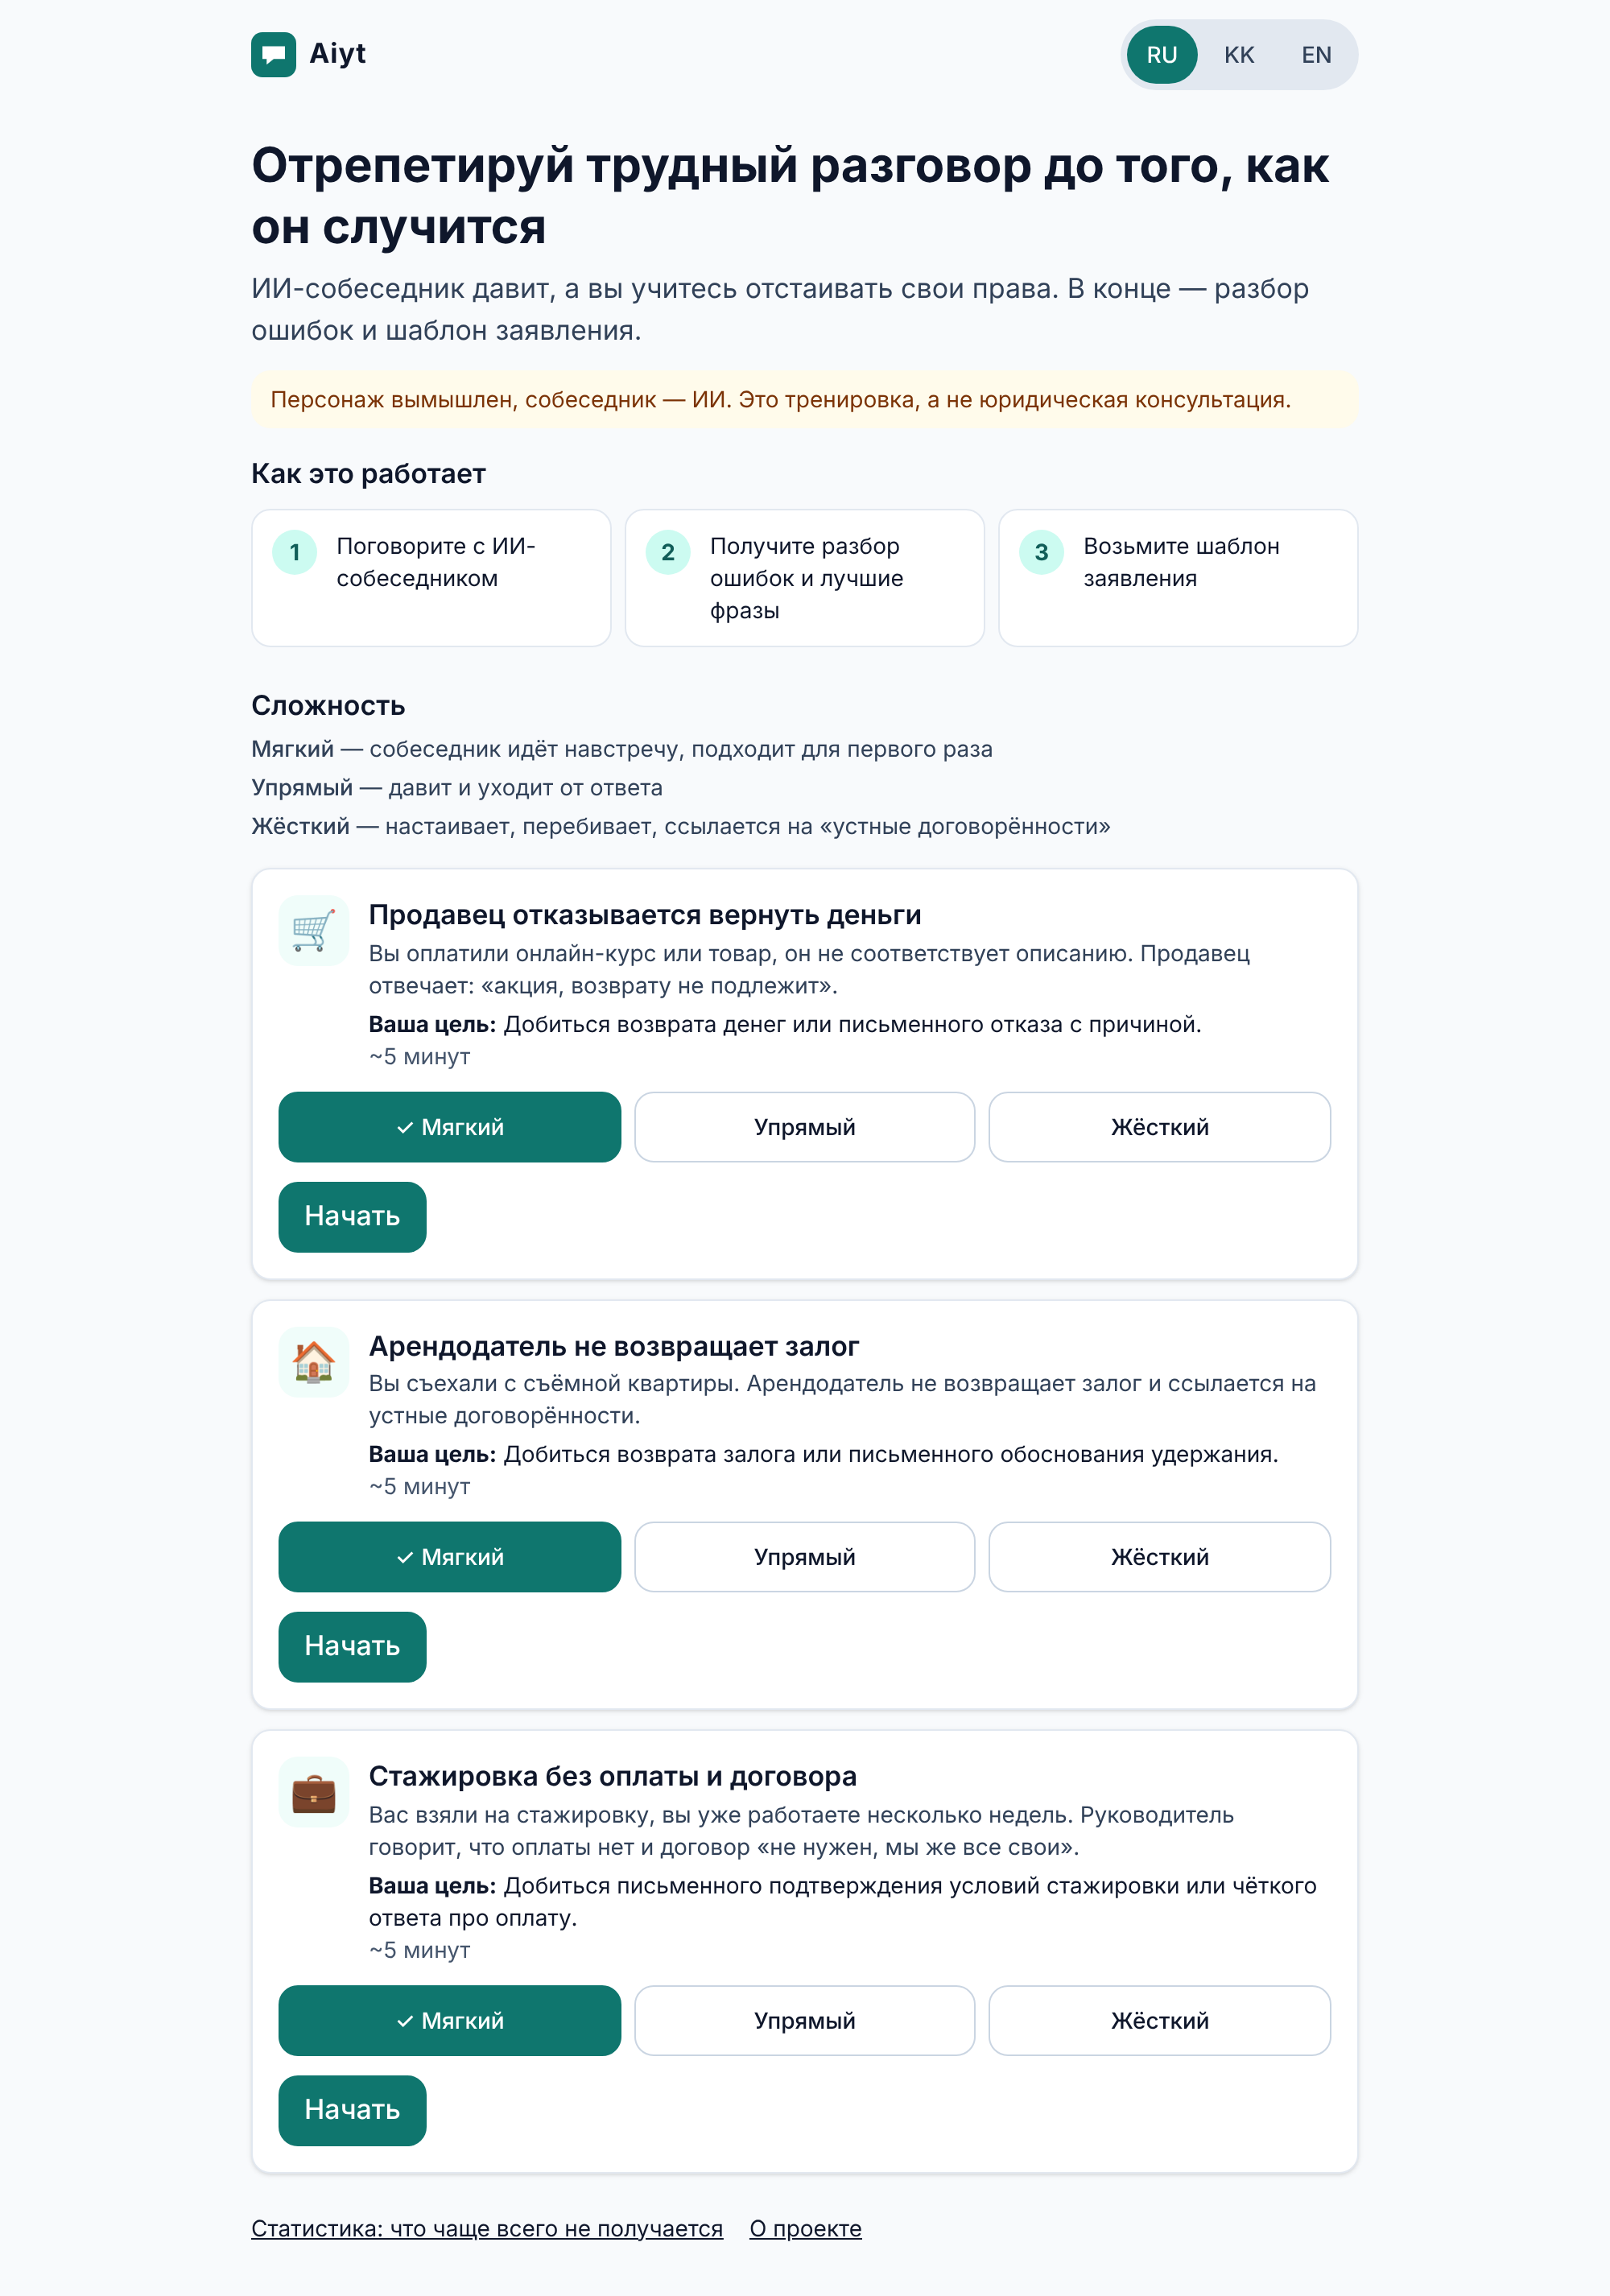 Aiyt
RU KK EN
Отрепетируй трудный разговор до того, как
он случится
ИИ-собеседник давит, а вы учитесь отстаивать свои права. В конце — разбор
ошибок и шаблон заявления.
Персонаж вымышлен, собеседник — ИИ. Это тренировка, а не юридическая консультация.
Как это работает
1
Поговорите с ИИ-
собеседником
2
Получите разбор
ошибок и лучшие
фразы
3
Возьмите шаблон
заявления
Сложность
Мягкий — собеседник идёт навстречу, подходит для первого раза
Упрямый — давит и уходит от ответа
Жёсткий — настаивает, перебивает, ссылается на «устные договорённости»
Продавец отказывается вернуть деньги
Вы оплатили онлайн-курс или товар, он не соответствует описанию. Продавец
отвечает: «акция, возврату не подлежит».
Ваша цель: Добиться возврата денег или письменного отказа с причиной.
~5 минут
✓ Мягкий
Упрямый
Жёсткий
Начать
Арендодатель не возвращает залог
Вы съехали с съёмной квартиры. Арендодатель не возвращает залог и ссылается на
устные договорённости.
Ваша цель: Добиться возврата залога или письменного обоснования удержания.
~5 минут
✓ Мягкий
Упрямый
Жёсткий
Начать
Стажировка без оплаты и договора
Вас взяли на стажировку, вы уже работаете несколько недель. Руководитель
говорит, что оплаты нет и договор «не нужен, мы же все свои».
Ваша цель: Добиться письменного подтверждения условий стажировки или чёткого
ответа про оплату.
~5 минут
✓ Мягкий
Упрямый
Жёсткий
Начать
Статистика: что чаще всего не получается
О проекте